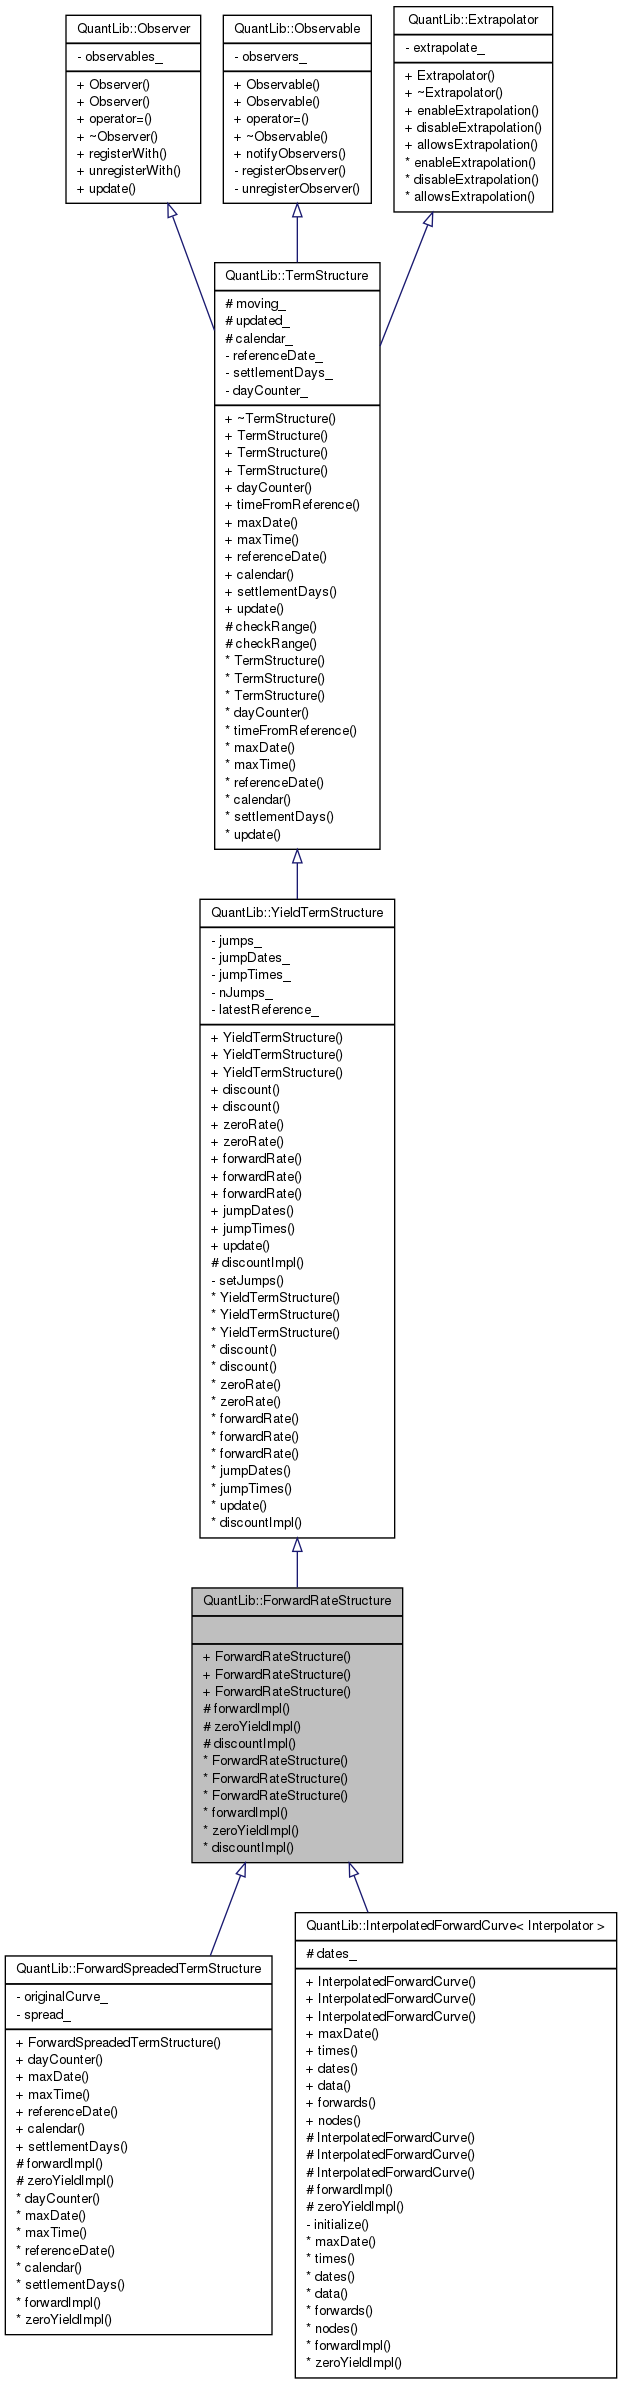 QuantLib::Observer
- observables_
+ Observer()
+ Observer()
+ operator=()
+ ~Observer()
+ registerWith()
+ unregisterWith()
+ update()
QuantLib::Observable
- observers_
+ Observable()
+ Observable()
+ operator=()
+ ~Observable()
+ notifyObservers()
- registerObserver()
- unregisterObserver()
QuantLib::Extrapolator
- extrapolate_
+ Extrapolator()
+ ~Extrapolator()
+ enableExtrapolation()
+ disableExtrapolation()
+ allowsExtrapolation()
* enableExtrapolation()
* disableExtrapolation()
* allowsExtrapolation()
QuantLib::TermStructure
# moving_
# updated_
# calendar_
- referenceDate_
- settlementDays_
- dayCounter_
+ ~TermStructure()
+ TermStructure()
+ TermStructure()
+ TermStructure()
+ dayCounter()
+ timeFromReference()
+ maxDate()
+ maxTime()
+ referenceDate()
+ calendar()
+ settlementDays()
+ update()
# checkRange()
# checkRange()
* TermStructure()
* TermStructure()
* TermStructure()
* dayCounter()
* timeFromReference()
* maxDate()
* maxTime()
* referenceDate()
* calendar()
* settlementDays()
* update()
QuantLib::YieldTermStructure
- jumps_
- jumpDates_
- jumpTimes_
- nJumps_
- latestReference_
+ YieldTermStructure()
+ YieldTermStructure()
+ YieldTermStructure()
+ discount()
+ discount()
+ zeroRate()
+ zeroRate()
+ forwardRate()
+ forwardRate()
+ forwardRate()
+ jumpDates()
+ jumpTimes()
+ update()
# discountImpl()
- setJumps()
* YieldTermStructure()
* YieldTermStructure()
* YieldTermStructure()
* discount()
* discount()
* zeroRate()
* zeroRate()
* forwardRate()
* forwardRate()
* forwardRate()
* jumpDates()
* jumpTimes()
* update()
* discountImpl()
QuantLib::ForwardRateStructure
+ ForwardRateStructure()
+ ForwardRateStructure()
+ ForwardRateStructure()
# forwardImpl()
# zeroYieldImpl()
# discountImpl()
* ForwardRateStructure()
* ForwardRateStructure()
* ForwardRateStructure()
* forwardImpl()
* zeroYieldImpl()
* discountImpl()
QuantLib::ForwardSpreadedTermStructure
- originalCurve_
- spread_
+ ForwardSpreadedTermStructure()
+ dayCounter()
+ maxDate()
+ maxTime()
+ referenceDate()
+ calendar()
+ settlementDays()
# forwardImpl()
# zeroYieldImpl()
* dayCounter()
* maxDate()
* maxTime()
* referenceDate()
* calendar()
* settlementDays()
* forwardImpl()
* zeroYieldImpl()
QuantLib::InterpolatedForwardCurve< Interpolator >
# dates_
+ InterpolatedForwardCurve()
+ InterpolatedForwardCurve()
+ InterpolatedForwardCurve()
+ maxDate()
+ times()
+ dates()
+ data()
+ forwards()
+ nodes()
# InterpolatedForwardCurve()
# InterpolatedForwardCurve()
# InterpolatedForwardCurve()
# forwardImpl()
# zeroYieldImpl()
- initialize()
* maxDate()
* times()
* dates()
* data()
* forwards()
* nodes()
* forwardImpl()
* zeroYieldImpl()